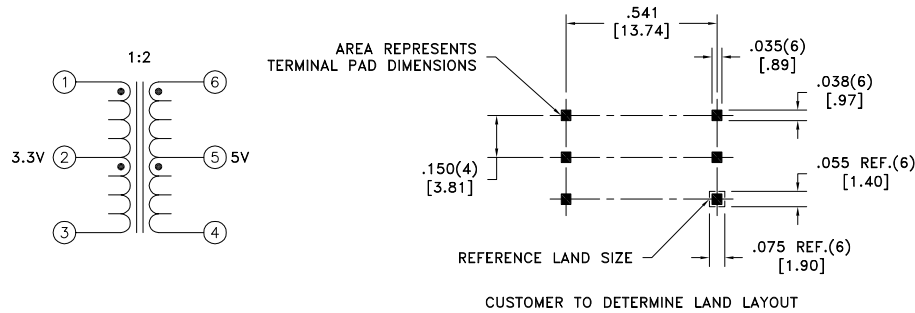 1:2
1
6
3.3V
2
5
5V
3
4
.541
[13.74]
AREA REPRESENTS
TERMINAL PAD DIMENSIONS
.035(6)
[.89]
.038(6)
[.97]
.150(4)
[3.81]
.055 REF.(6)
[1.40]
REFERENCE LAND SIZE
.075 REF.(6)
[1.90]
CUSTOMER TO DETERMINE LAND LAYOUT